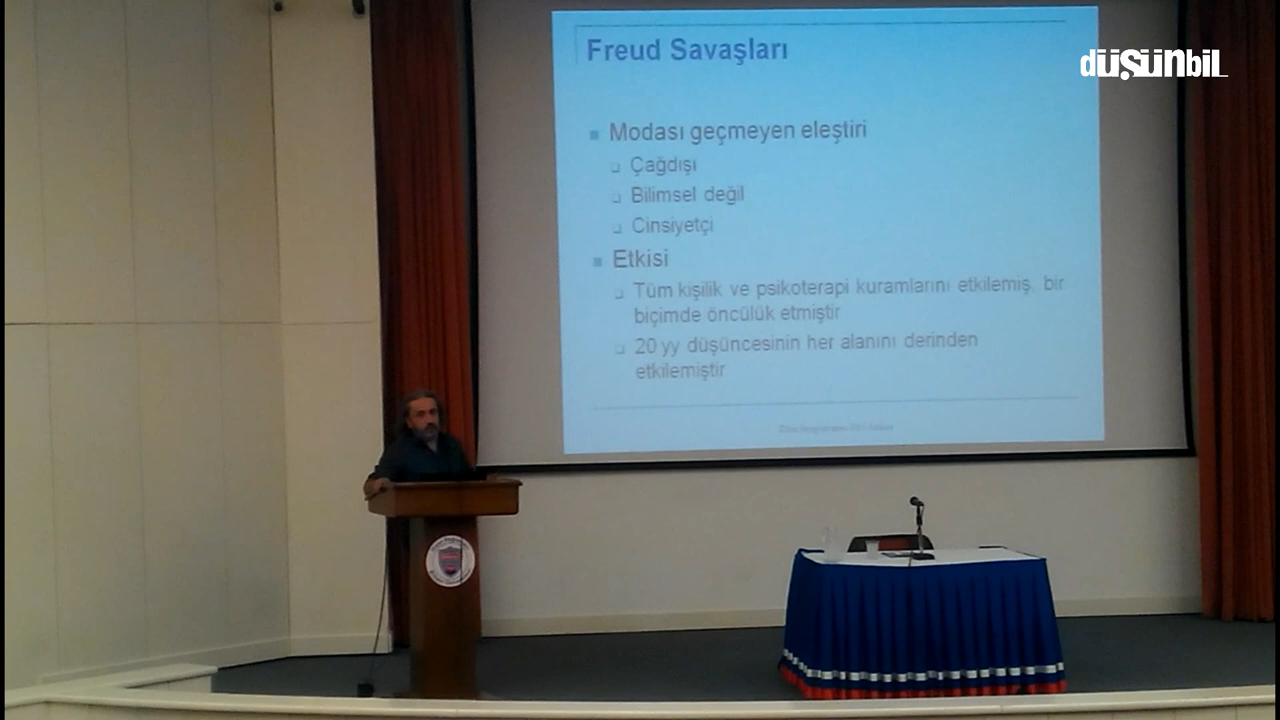 Freud Savaşları
düşünbil
Modası geçmeyen eleştiri
Çağdışı
Bilimsel değil
Cinsiyetçi
Etkisi
Tüm kişilik ve psikoterapi kuramlarını etkilemiş, bir
biçimde öncülük etmiştir
20 yy düşüncesinin her alanını derinden
etkilemiştir